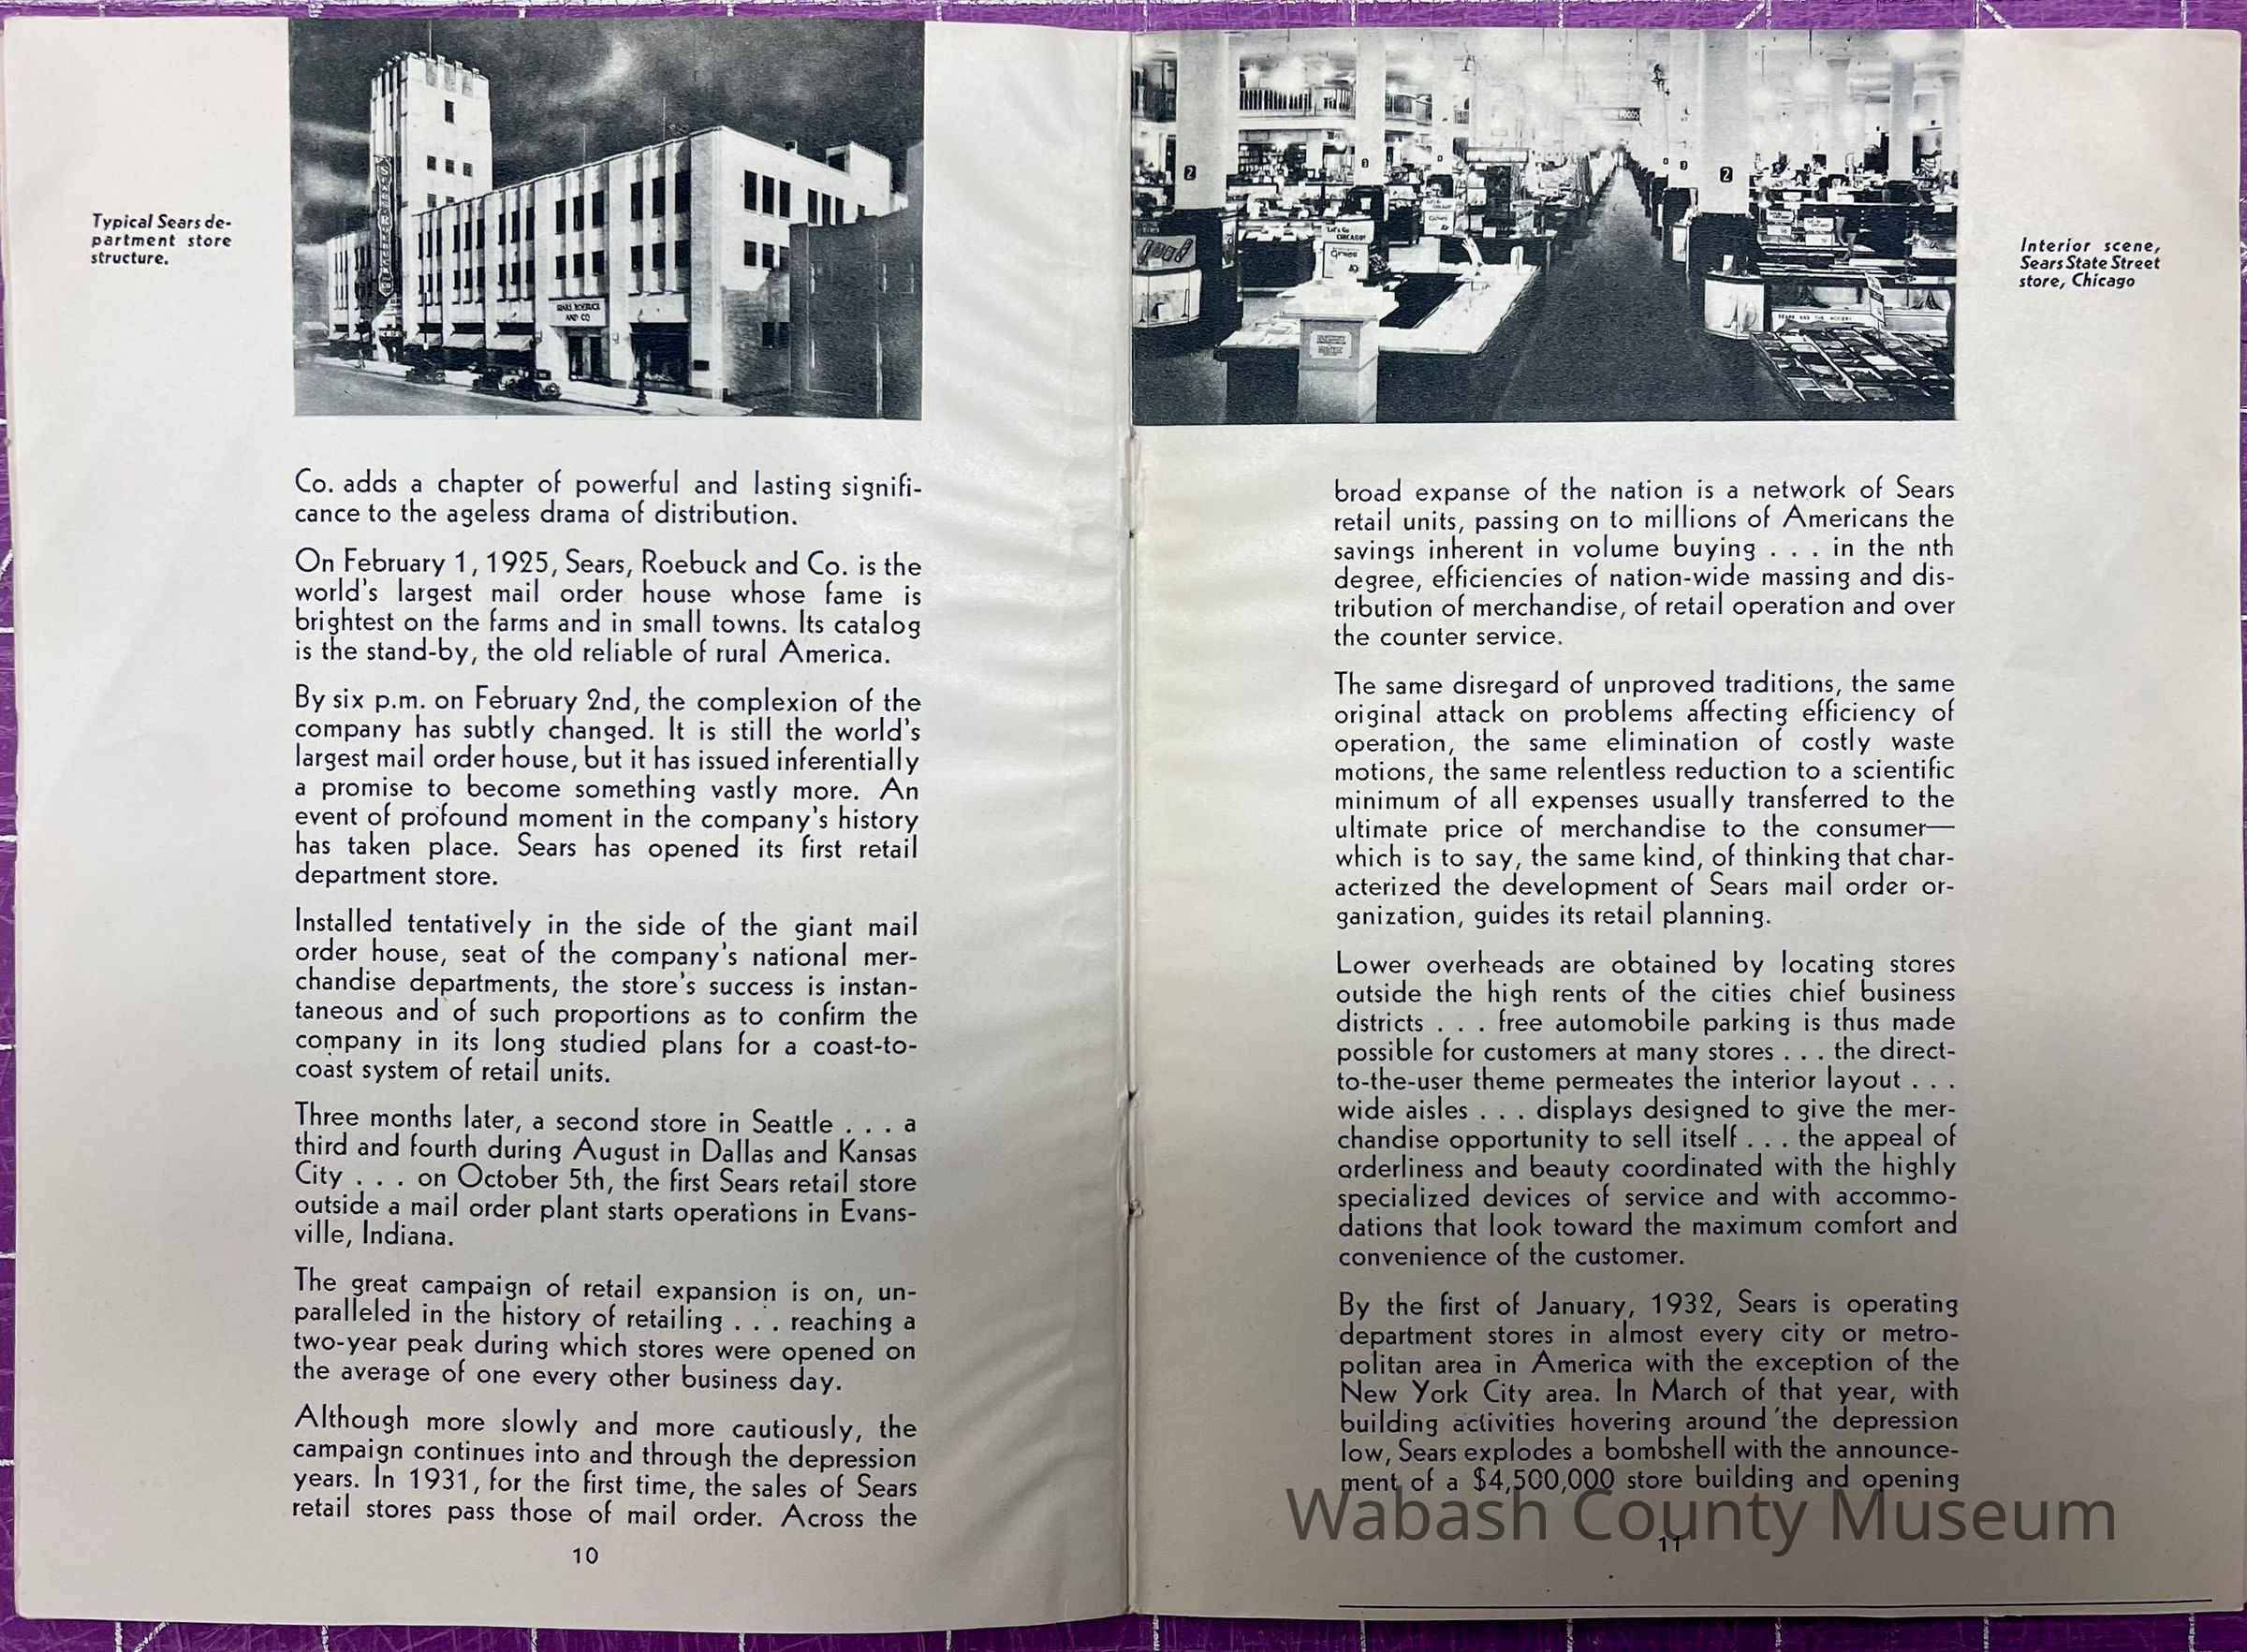 Typical Sears de-
partment store
structure.
SEARS ROEBUCK
SEARS, ROEBUCK
AND CO
Co. adds a chapter of powerful and lasting signifi-
cance to the ageless drama of distribution.
On February 1, 1925, Sears, Roebuck and Co. is the
world's largest mail order house whose fame is
brightest on the farms and in small towns. Its catalog
is the stand-by, the old reliable of rural America.
By six p.m. on February 2nd, the complexion of the
company has subtly changed. It is still the world's
largest mail order house, but it has issued inferentially
a promise to become something vastly more. An
event of profound moment in the company's history
has taken place. Sears has opened its first retail
department store.
Installed tentatively in the side of the giant mail
order house, seat of the company's national mer-
chandise departments, the store's success is instan-
taneous and of such proportions as to confirm the
company in its long studied plans for a coast-to-
coast system of retail units.
Three months later, a second store in Seattle . . . a
third and fourth during August in Dallas and Kansas
City . . . on October 5th, the first Sears retail store
outside a mail order plant starts operations in Evans-
ville, Indiana.
The great campaign of retail expansion is on, un-
paralleled in the history of retailing . . . reaching a
two-year peak during which stores were opened on
the average of one every other business day.
Although more slowly and more cautiously, the
campaign continues into and through the depression
years. In 1931, for the first time, the sales of Sears
retail stores pass those of mail order. Across the
10
2
2
Let's Go
CHICAGO!
Interior scene,
Sears State Street
store, Chicago
broad expanse of the nation is a network of Sears
retail units, passing on to millions of Americans the
savings inherent in volume buying . . . in the nth
degree, efficiencies of nation-wide massing and dis-
tribution of merchandise, of retail operation and over
the counter service.
The same disregard of unproved traditions, the same
original attack on problems affecting efficiency of
operation, the same elimination of costly waste
motions, the same relentless reduction to a scientific
minimum of all expenses usually transferred to the
ultimate price of merchandise to the consumer—
which is to say, the same kind, of thinking that char-
acterized the development of Sears mail order or-
ganization, guides its retail planning.
Lower overheads are obtained by locating stores
outside the high rents of the cities chief business
districts . . . free automobile parking is thus made
possible for customers at many stores . . . the direct-
to-the-user theme permeates the interior layout . . .
wide aisles . . . displays designed to give the mer-
chandise opportunity to sell itself . . . the appeal of
orderliness and beauty coordinated with the highly
specialized devices of service and with accommo-
dations that look toward the maximum comfort and
convenience of the customer.
By the first of January, 1932, Sears is operating
department stores in almost every city or metro-
politan area in America with the exception of the
New York City area. In March of that year, with
building activities hovering around the depression
low, Sears explodes a bombshell with the announce-
ment of a $4,500,000 store building and opening
Wabash County Museum
11